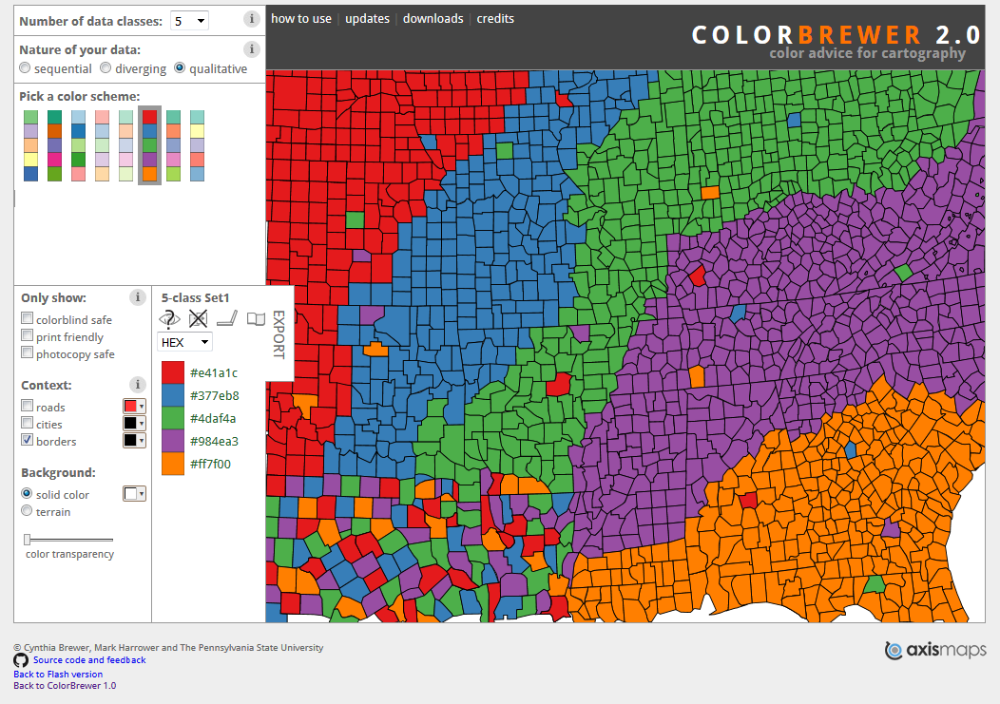 Number of data classes: 5 i
how to use | updates | downloads | credits
COLORBREWER 2.0
color advice for cartography
Nature of your data: i
sequential diverging qualitative
Pick a color scheme:
Only show: i
colorblind safe
print friendly
photocopy safe
Context: i
roads
cities
borders
Background:
solid color
terrain
color transparency
5-class Set1
EXPORT
HEX
#e41a1c
#377eb8
#4daf4a
#984ea3
#ff7f00
© Cynthia Brewer, Mark Harrower and The Pennsylvania State University
Source code and feedback
Back to Flash version
Back to ColorBrewer 1.0
axismaps